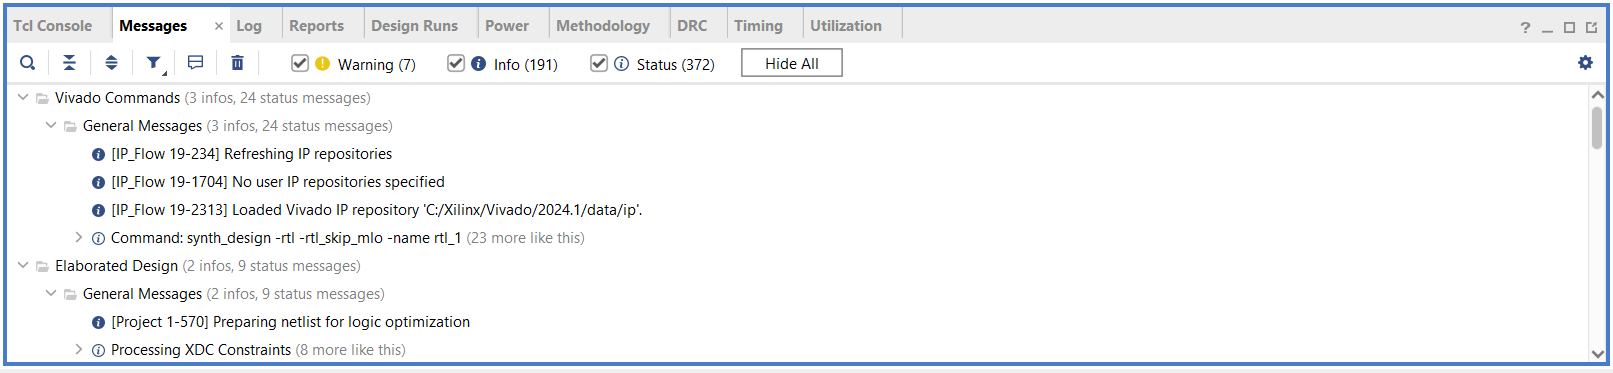 Tcl Console Messages × Log Reports Design Runs Power Methodology DRC Timing Utilization ?
Warning (7) Info (191) Status (372) Hide All
Vivado Commands (3 infos, 24 status messages)
General Messages (3 infos, 24 status messages)
[IP_Flow 19-234] Refreshing IP repositories
[IP_Flow 19-1704] No user IP repositories specified
[IP_Flow 19-2313] Loaded Vivado IP repository 'C:/Xilinx/Vivado/2024.1/data/ip'.
Command: synth_design -rtl -rtl_skip_mlo -name rtl_1 (23 more like this)
Elaborated Design (2 infos, 9 status messages)
General Messages (2 infos, 9 status messages)
[Project 1-570] Preparing netlist for logic optimization
Processing XDC Constraints (8 more like this)